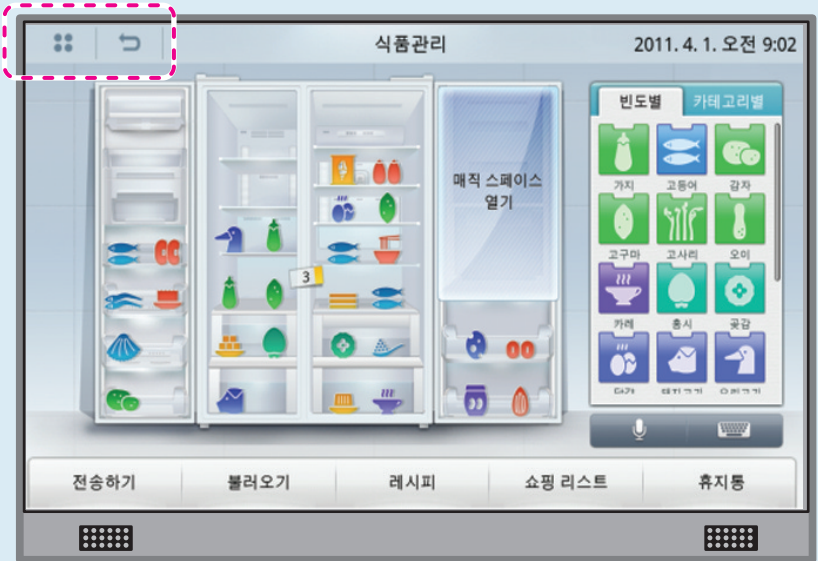 식품관리
2011. 4. 1. 오전 9:02
빈도별 카테고리별
매직 스페이스
열기
가지 고등어 감자
고구마 고사리 오이
3
카레 홍시 곶감
전송하기 불러오기 레시피 쇼핑 리스트 휴지통